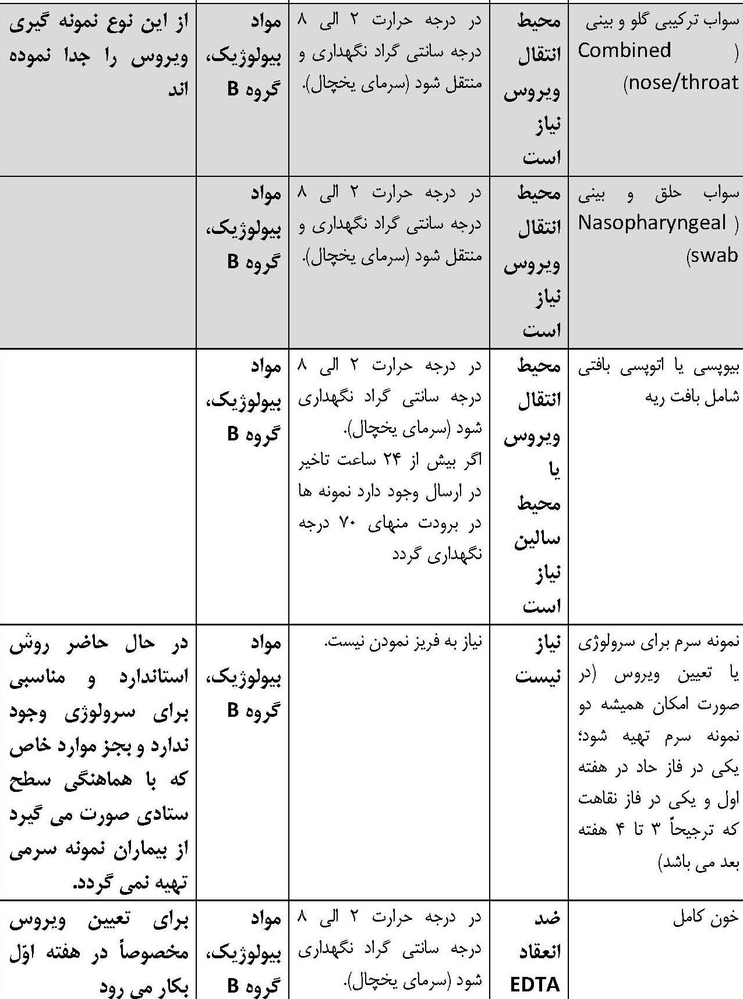 سواب ترکیبی گلو و بینی
( Combined
nose/throat)
محیط
انتقال
ویروس
نیاز
است
در درجه حرارت ۲ الی ۸
درجه سانتی گراد نگهداری و
منتقل شود (سرمای یخچال).
مواد
بیولوژیک،
گروه B
از این نوع نمونه گیری
ویروس را جدا نموده
اند
سواب حلق و بینی
( Nasopharyngeal
swab)
محیط
انتقال
ویروس
نیاز
است
در درجه حرارت ۲ الی ۸
درجه سانتی گراد نگهداری و
منتقل شود (سرمای یخچال).
مواد
بیولوژیک،
گروه B
بیوپسی یا اتوپسی بافتی
شامل بافت ریه
محیط
انتقال
ویروس
یا
محیط
سالین
نیاز
است
در درجه حرارت ۲ الی ۸
درجه سانتی گراد نگهداری
شود (سرمای یخچال).
اگر بیش از ۲۴ ساعت تاخیر
در ارسال وجود دارد نمونه ها
در برودت منهای ۷۰ درجه
نگهداری گردد
مواد
بیولوژیک،
گروه B
نمونه سرم برای سرولوژی
یا تعیین ویروس (در
صورت امکان همیشه دو
نمونه سرم تهیه شود؛
یکی در فاز حاد در هفته
اول و یکی در فاز نقاهت
که ترجیحاً ۳ تا ۴ هفته
بعد می باشد)
نیاز
نیست
نیاز به فریز نمودن نیست.
مواد
بیولوژیک،
گروه B
در حال حاضر روش
استاندارد و مناسبی
برای سرولوژی وجود
ندارد و بجز موارد خاص
که با هماهنگی سطح
ستادی صورت می گیرد
از بیماران نمونه سرمی
تهیه نمی گردد.
خون کامل
ضد
انعقاد
EDTA
در درجه حرارت ۲ الی ۸
درجه سانتی گراد نگهداری
شود (سرمای یخچال).
مواد
بیولوژیک،
گروه B
برای تعیین ویروس
مخصوصاً در هفته اوّل
بکار می رود